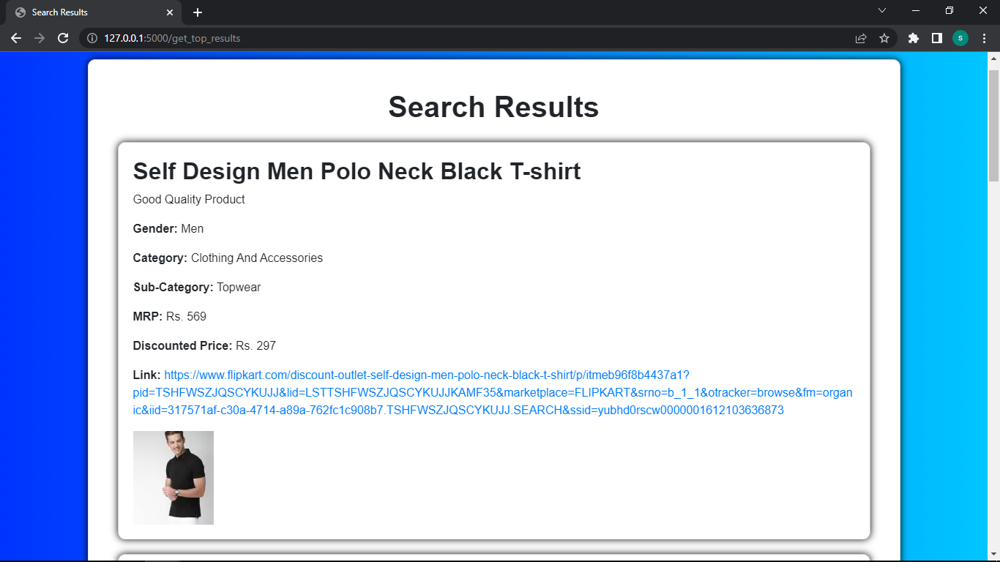 Search Results
127.0.0.1:5000/get_top_results
s
Search Results
Self Design Men Polo Neck Black T-shirt
Good Quality Product
Gender: Men
Category: Clothing And Accessories
Sub-Category: Topwear
MRP: Rs. 569
Discounted Price: Rs. 297
Link: https://www.flipkart.com/discount-outlet-self-design-men-polo-neck-black-t-shirt/p/itmeb96f8b4437a1?
pid=TSHFWSZJQSCYKUJJ&lid=LSTTSHFWSZJQSCYKUJJKAMF35&marketplace=FLIPKART&srno=b_1_1&otracker=browse&fm=organ
ic&iid=317571af-c30a-4714-a89a-762fc1c908b7.TSHFWSZJQSCYKUJJ.SEARCH&ssid=yubhd0rscw0000001612103636873